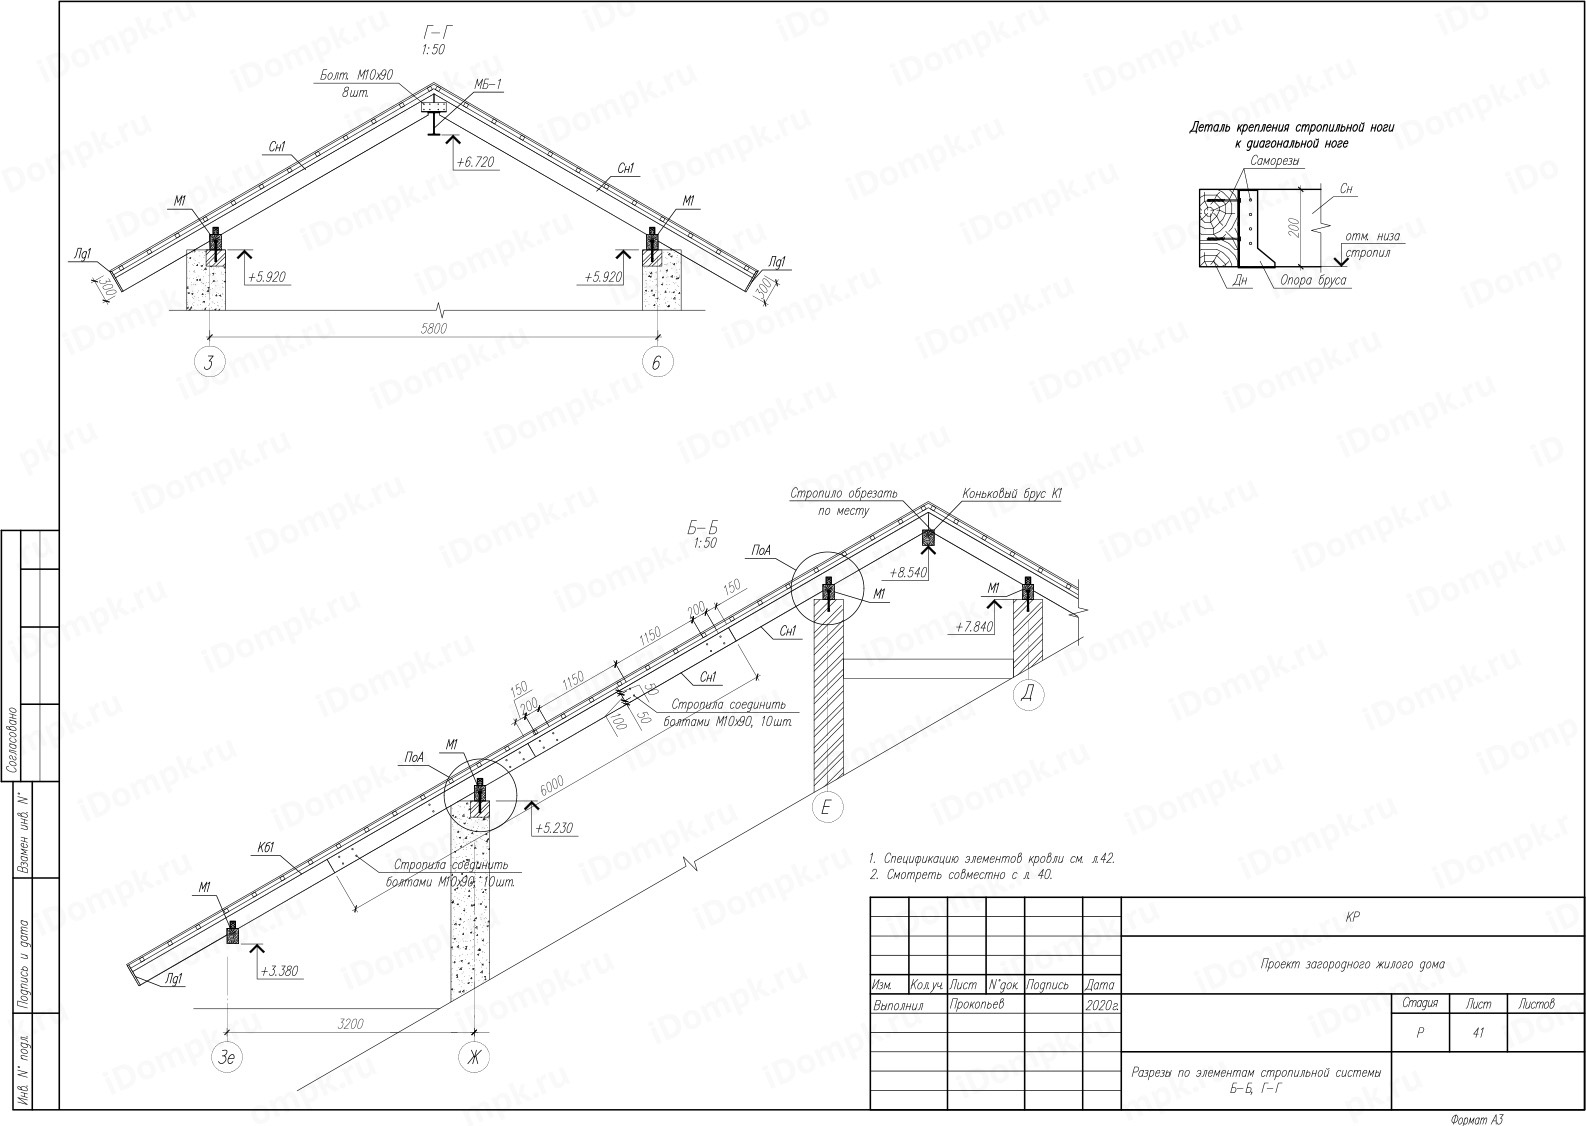 Г-Г
1:50
Болт. М10х90
8шт.
МБ-1
+6.720
Сн1
Сн1
М1
М1
Лд1
Лд1
300
300
+5.920
+5.920
5800
3
6
Деталь крепления стропильной ноги
к диагональной ноге
Саморезы
Сн
200
отм. низа
стропил
Дн
Опора бруса
Б-Б
1:50
Стропило обрезать
по месту
Коньковый брус К1
ПоА
+8.540
М1
М1
+7.840
150
200
1150
1150
200
150
Сн1
Сн1
50
50
100
Стропила соединить
болтами М10х90, 10шт.
6000
ПоА
М1
+5.230
Е
Д
Кб1
Стропила соединить
болтами М10х90, 10шт.
М1
+3.380
Лд1
3200
Зе
Ж
1. Спецификацию элементов кровли см. л.42.
2. Смотреть совместно с л. 40.
КР
Проект загородного жилого дома
Изм. Кол.уч. Лист N°док. Подпись Дата
Выполнил Прокопьев 2020г.
Стадия Лист Листов
Р 41
Разрезы по элементам стропильной системы
Б-Б, Г-Г
Формат А3
Согласовано
Взамен инв. N°
Подпись и дата
Инв. N° подл.
iDompk.ru